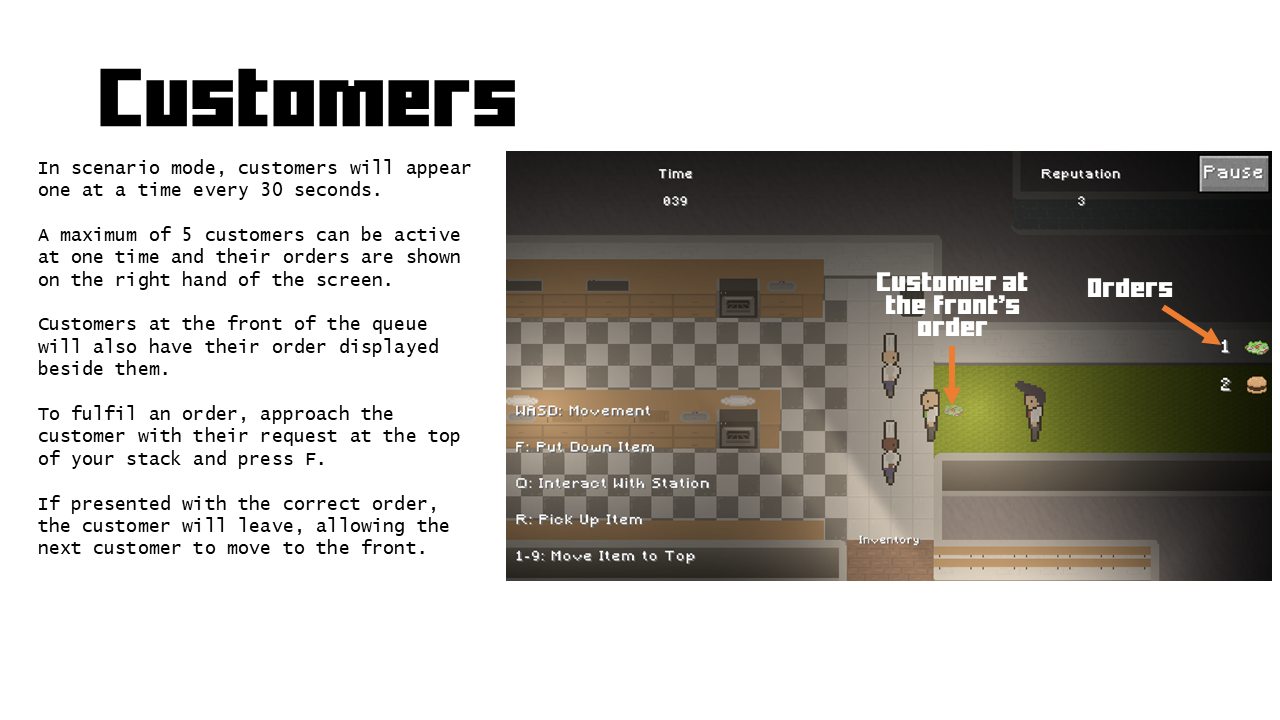 Customers
In scenario mode, customers will appear
one at a time every 30 seconds.
A maximum of 5 customers can be active
at one time and their orders are shown
on the right hand of the screen.
Customers at the front of the queue
will also have their order displayed
beside them.
To fulfil an order, approach the
customer with their request at the top
of your stack and press F.
If presented with the correct order,
the customer will leave, allowing the
next customer to move to the front.
Time
039
Reputation
3
Pause
Customer at
the front's
order
Orders
1
2
WASD: Movement
F: Put Down Item
Q: Interact With Station
R: Pick Up Item
1-9: Move Item to Top
Inventory